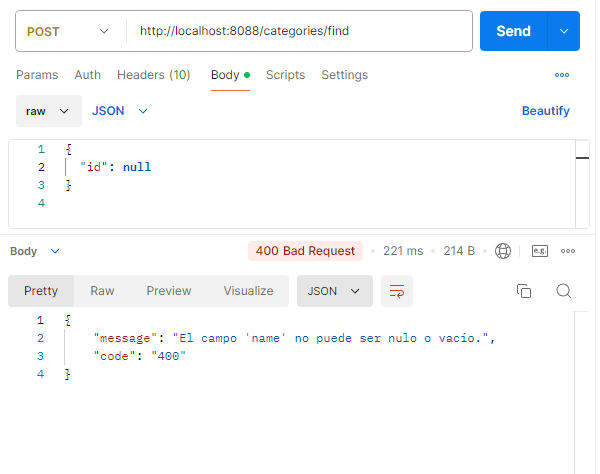 POST http://localhost:8088/categories/find Send
Params Auth Headers (10) Body Scripts Settings
raw JSON Beautify
1 {
2 "id": null
3 }
4
Body 400 Bad Request 221 ms 214 B e.g.
Pretty Raw Preview Visualize JSON
1 {
2 "message": "El campo 'name' no puede ser nulo o vacío.",
3 "code": "400"
4 }